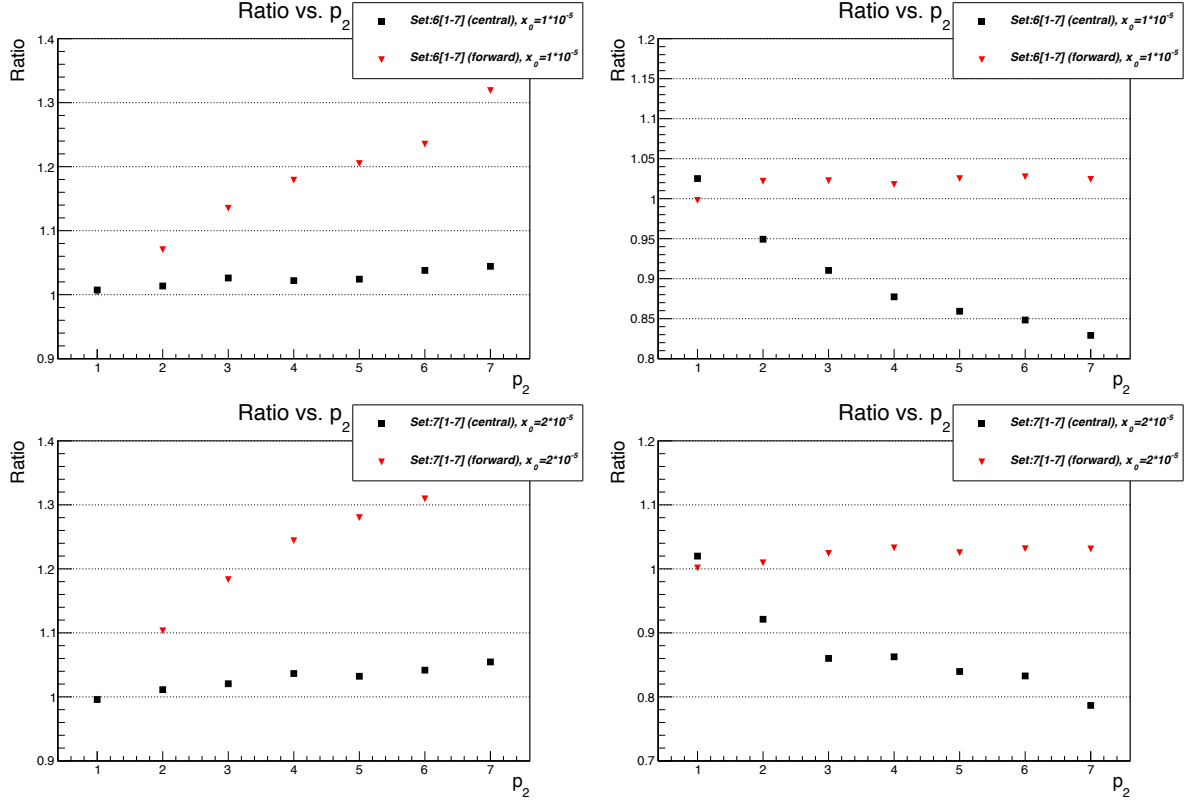 Ratio vs. p2
Set:6[1-7] (central), x0=1*10-5
Set:6[1-7] (forward), x0=1*10-5
Ratio
1.4
1.3
1.2
1.1
1
0.9
1 2 3 4 5 6 7
p2
Ratio vs. p2
Set:6[1-7] (central), x0=1*10-5
Set:6[1-7] (forward), x0=1*10-5
Ratio
1.2
1.15
1.1
1.05
1
0.95
0.9
0.85
0.8
1 2 3 4 5 6 7
p2
Ratio vs. p2
Set:7[1-7] (central), x0=2*10-5
Set:7[1-7] (forward), x0=2*10-5
Ratio
1.4
1.3
1.2
1.1
1
0.9
1 2 3 4 5 6 7
p2
Ratio vs. p2
Set:7[1-7] (central), x0=2*10-5
Set:7[1-7] (forward), x0=2*10-5
Ratio
1.2
1.1
1
0.9
0.8
0.7
1 2 3 4 5 6 7
p2